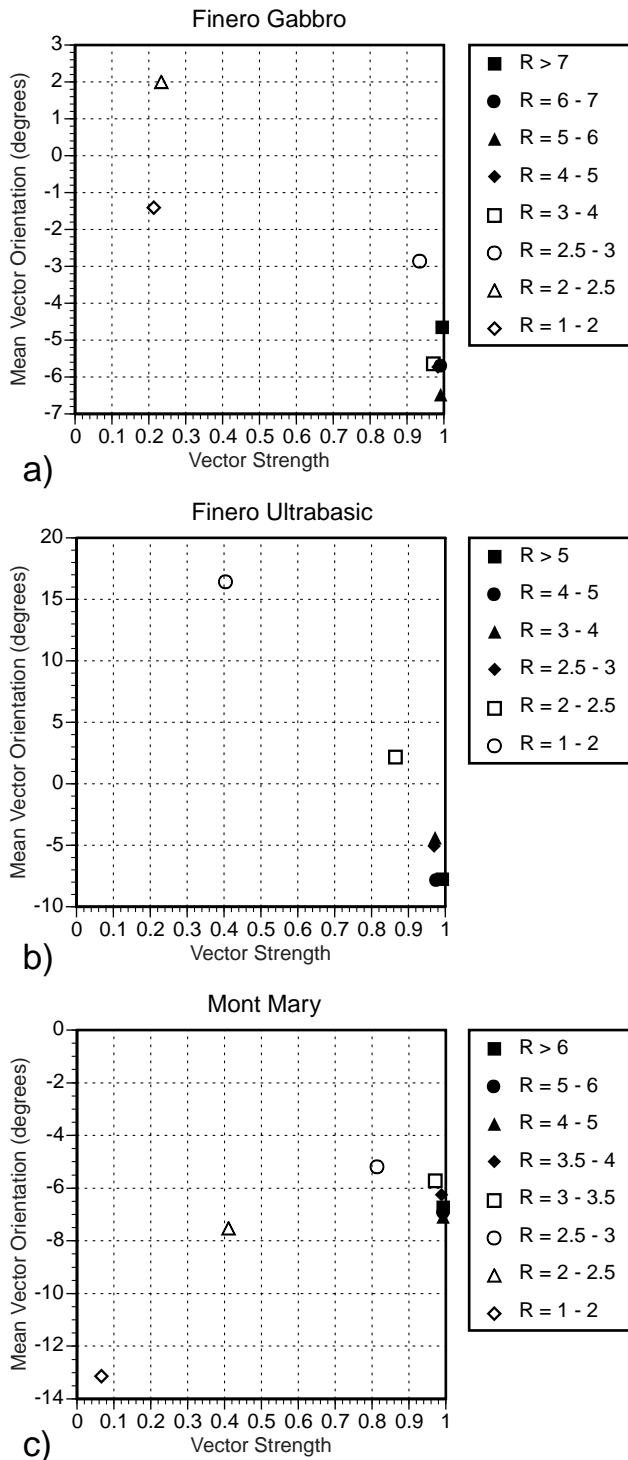 Finero Gabbro
3
2
1
0
-1
-2
-3
-4
-5
-6
-7
Mean Vector Orientation (degrees)
0 0.1 0.2 0.3 0.4 0.5 0.6 0.7 0.8 0.9 1
Vector Strength
a)
R > 7
R = 6 - 7
R = 5 - 6
R = 4 - 5
R = 3 - 4
R = 2.5 - 3
R = 2 - 2.5
R = 1 - 2
Finero Ultrabasic
20
15
10
5
0
-5
-10
Mean Vector Orientation (degrees)
0 0.1 0.2 0.3 0.4 0.5 0.6 0.7 0.8 0.9 1
Vector Strength
b)
R > 5
R = 4 - 5
R = 3 - 4
R = 2.5 - 3
R = 2 - 2.5
R = 1 - 2
Mont Mary
0
-2
-4
-6
-8
-10
-12
-14
Mean Vector Orientation (degrees)
0 0.1 0.2 0.3 0.4 0.5 0.6 0.7 0.8 0.9 1
Vector Strength
c)
R > 6
R = 5 - 6
R = 4 - 5
R = 3.5 - 4
R = 3 - 3.5
R = 2.5 - 3
R = 2 - 2.5
R = 1 - 2